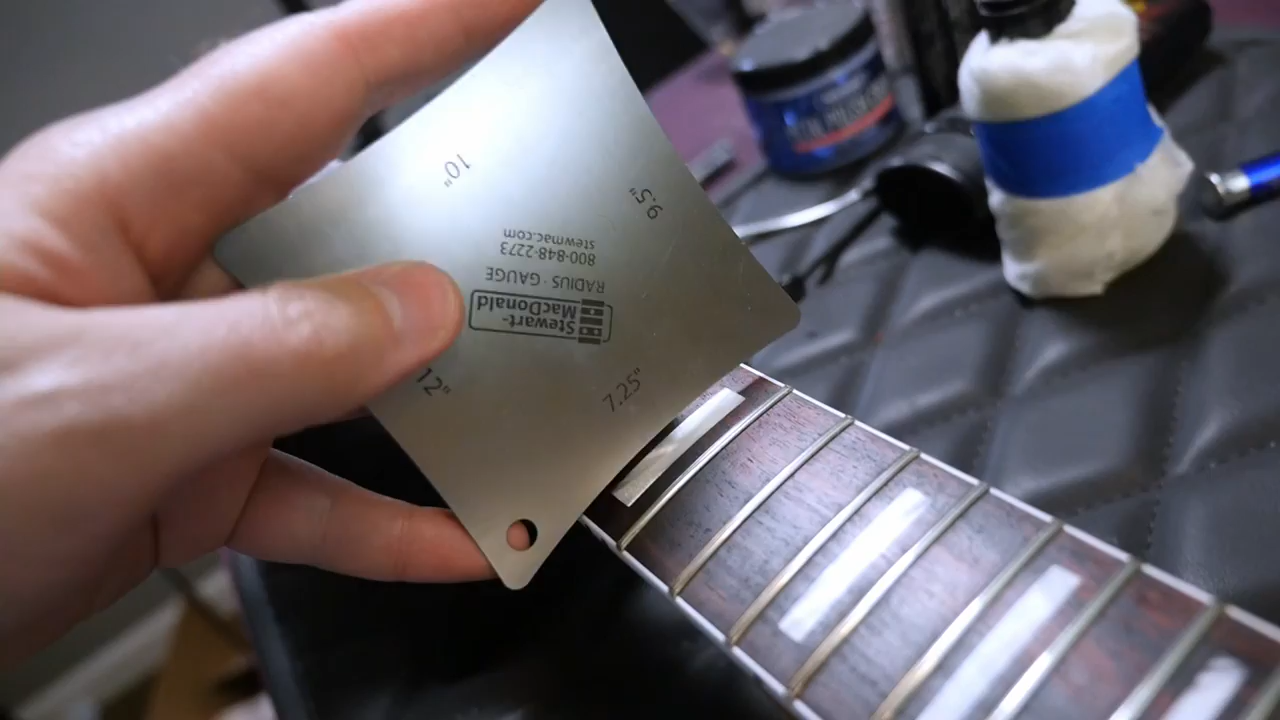 10"
9.5"
Stewart-
MacDonald
RADIUS · GAUGE
800-848-2273
stewmac.com
12"
7.25"